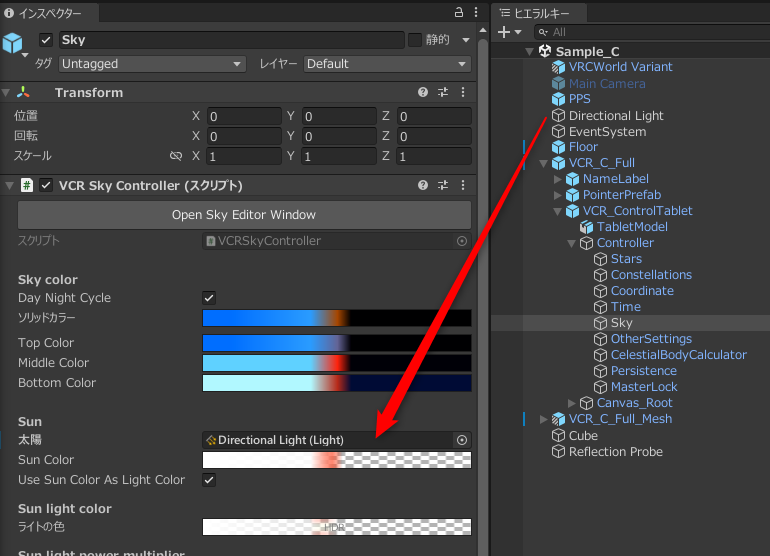 インスペクター
Sky
静的
タグ Untagged レイヤー Default
Transform
位置 X 0 Y 0 Z 0
回転 X 0 Y 0 Z 0
スケール X 1 Y 1 Z 1
VCR Sky Controller (スクリプト)
Open Sky Editor Window
スクリプト VCRSkyController
Sky color
Day Night Cycle
ソリッドカラー
Top Color
Middle Color
Bottom Color
Sun
太陽 Directional Light (Light)
Sun Color
Use Sun Color As Light Color
Sun light color
ライトの色 HDR
Sun light power multiplier
ヒエラルキー
All
Sample_C
VRCWorld Variant
Main Camera
PPS
Directional Light
EventSystem
Floor
VCR_C_Full
NameLabel
PointerPrefab
VCR_ControlTablet
TabletModel
Controller
Stars
Constellations
Coordinate
Time
Sky
OtherSettings
CelestialBodyCalculator
Persistence
MasterLock
Canvas_Root
VCR_C_Full_Mesh
Cube
Reflection Probe